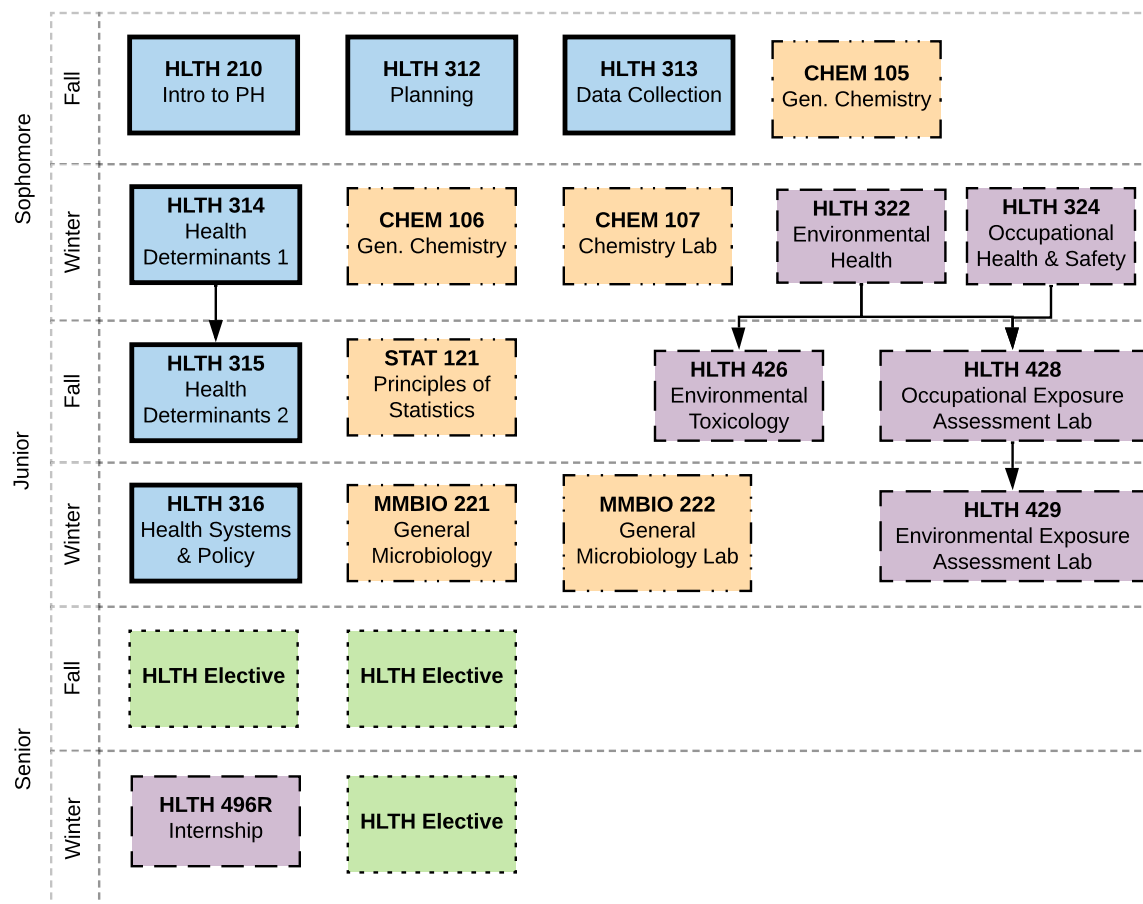 Sophomore
Fall
HLTH 210
Intro to PH
HLTH 312
Planning
HLTH 313
Data Collection
CHEM 105
Gen. Chemistry
Winter
HLTH 314
Health
Determinants 1
CHEM 106
Gen. Chemistry
CHEM 107
Chemistry Lab
HLTH 322
Environmental
Health
HLTH 324
Occupational
Health & Safety
Junior
Fall
HLTH 315
Health
Determinants 2
STAT 121
Principles of
Statistics
HLTH 426
Environmental
Toxicology
HLTH 428
Occupational Exposure
Assessment Lab
Winter
HLTH 316
Health Systems
& Policy
MMBIO 221
General
Microbiology
MMBIO 222
General
Microbiology Lab
HLTH 429
Environmental Exposure
Assessment Lab
Senior
Fall
HLTH Elective
HLTH Elective
Winter
HLTH 496R
Internship
HLTH Elective